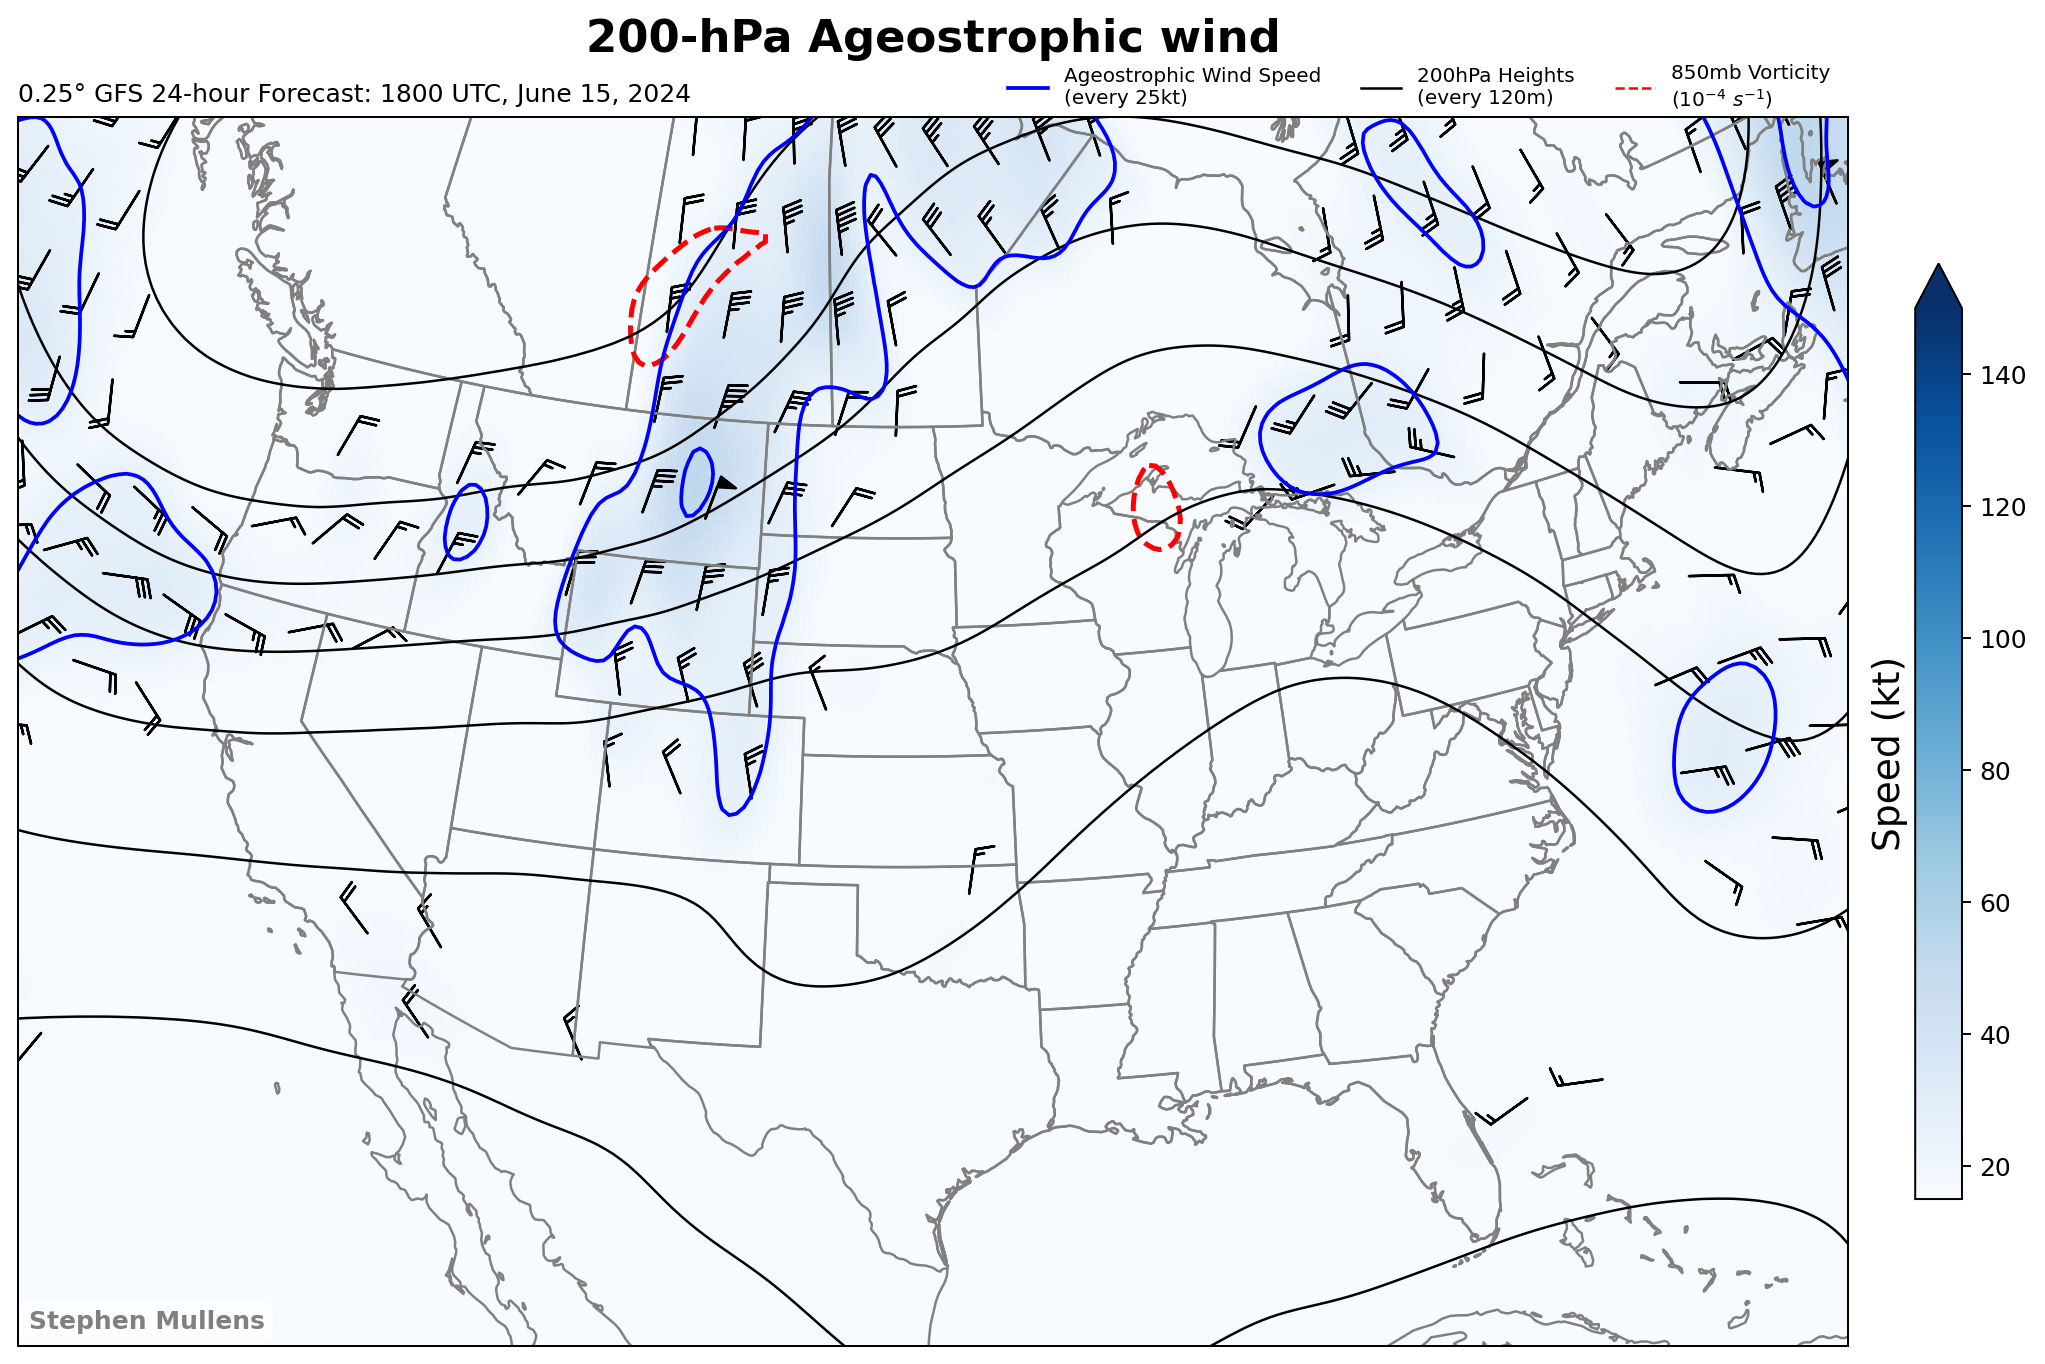 200-hPa Ageostrophic wind
0.25° GFS 24-hour Forecast: 1800 UTC, June 15, 2024
Ageostrophic Wind Speed
(every 25kt)
200hPa Heights
(every 120m)
850mb Vorticity
(10⁻⁴ s⁻¹)
140
120
100
80
60
40
20
Speed (kt)
Stephen Mullens